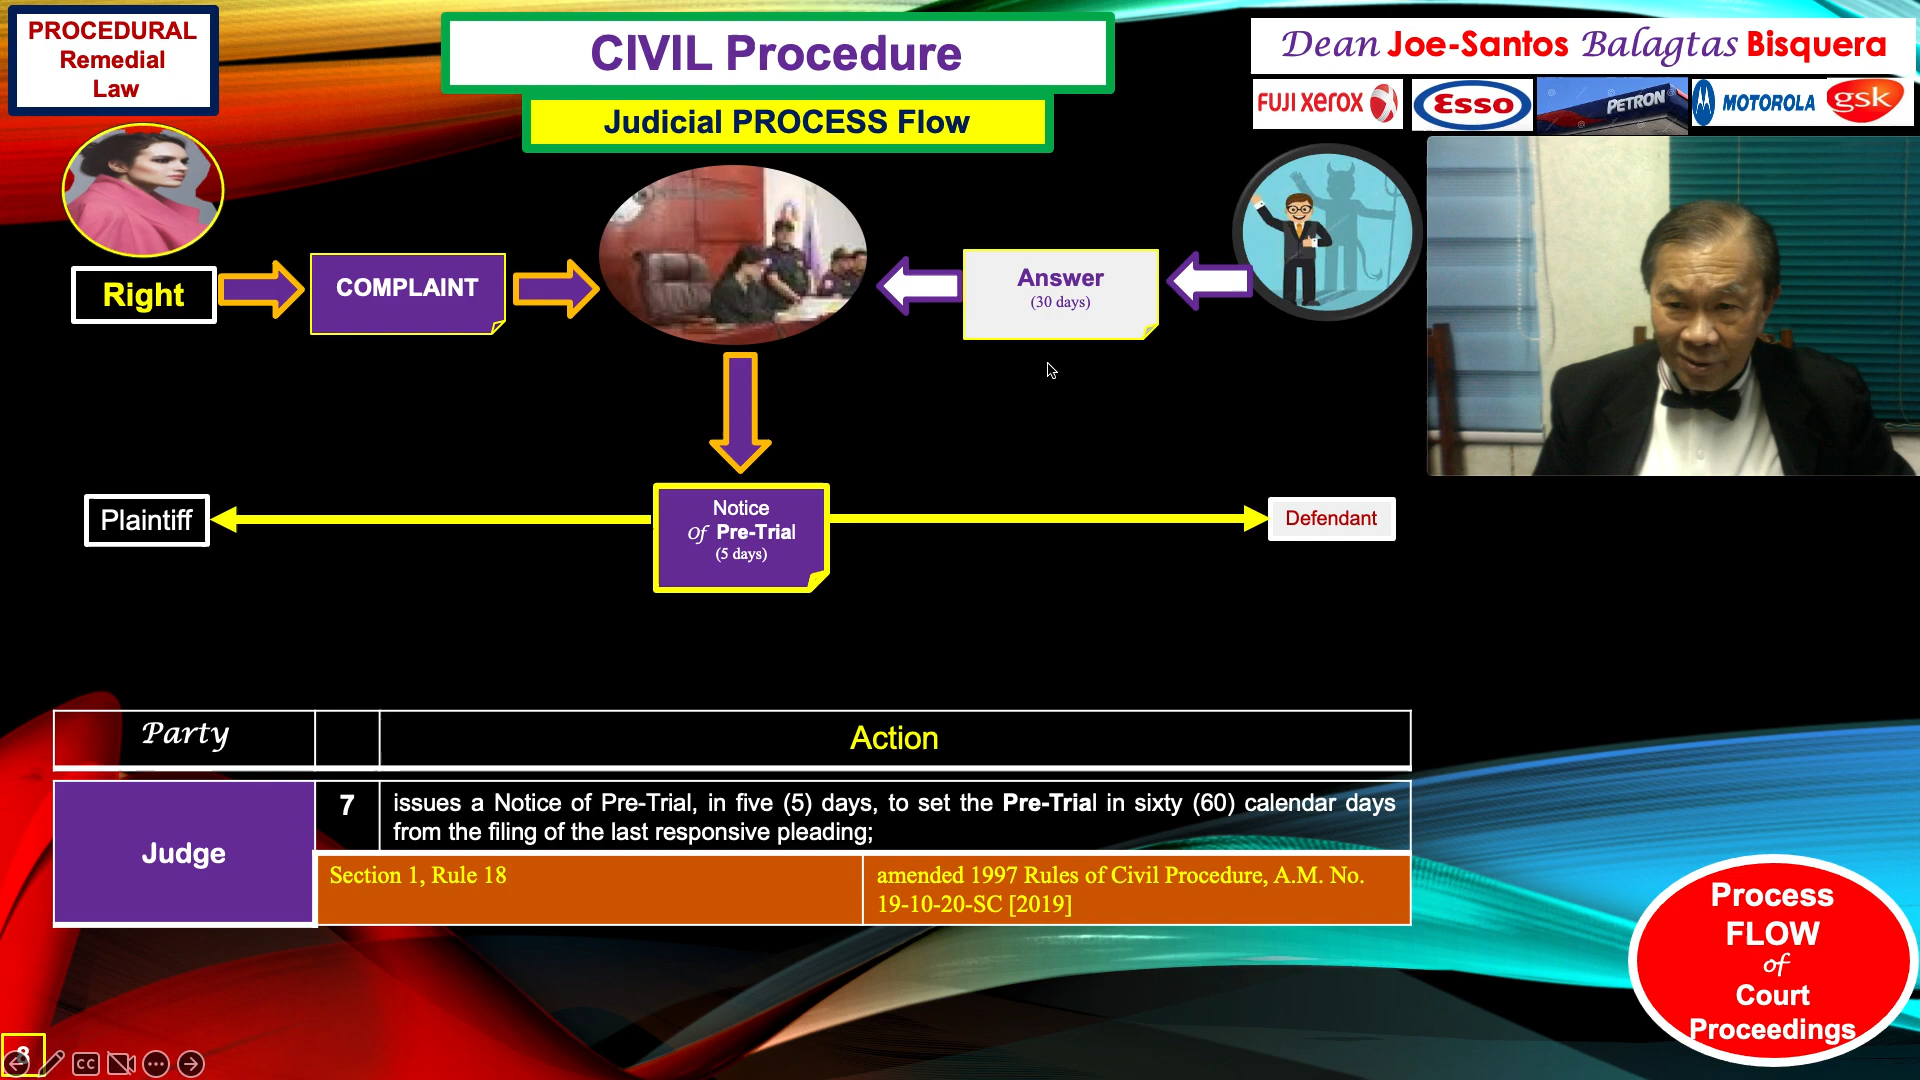 PROCEDURAL
Remedial
Law
CIVIL Procedure
Judicial PROCESS Flow
Dean Joe-Santos Balagtas Bisquera
FUJI XEROX
Esso
PETRON
MOTOROLA
gsk
Right
COMPLAINT
Answer
(30 days)
Plaintiff
Notice
Of Pre-Trial
(5 days)
Defendant
Party
Action
Judge
7
issues a Notice of Pre-Trial, in five (5) days, to set the Pre-Trial in sixty (60) calendar days
from the filing of the last responsive pleading;
Section 1, Rule 18
amended 1997 Rules of Civil Procedure, A.M. No.
19-10-20-SC [2019]
Process
FLOW
of
Court
Proceedings
8
CC